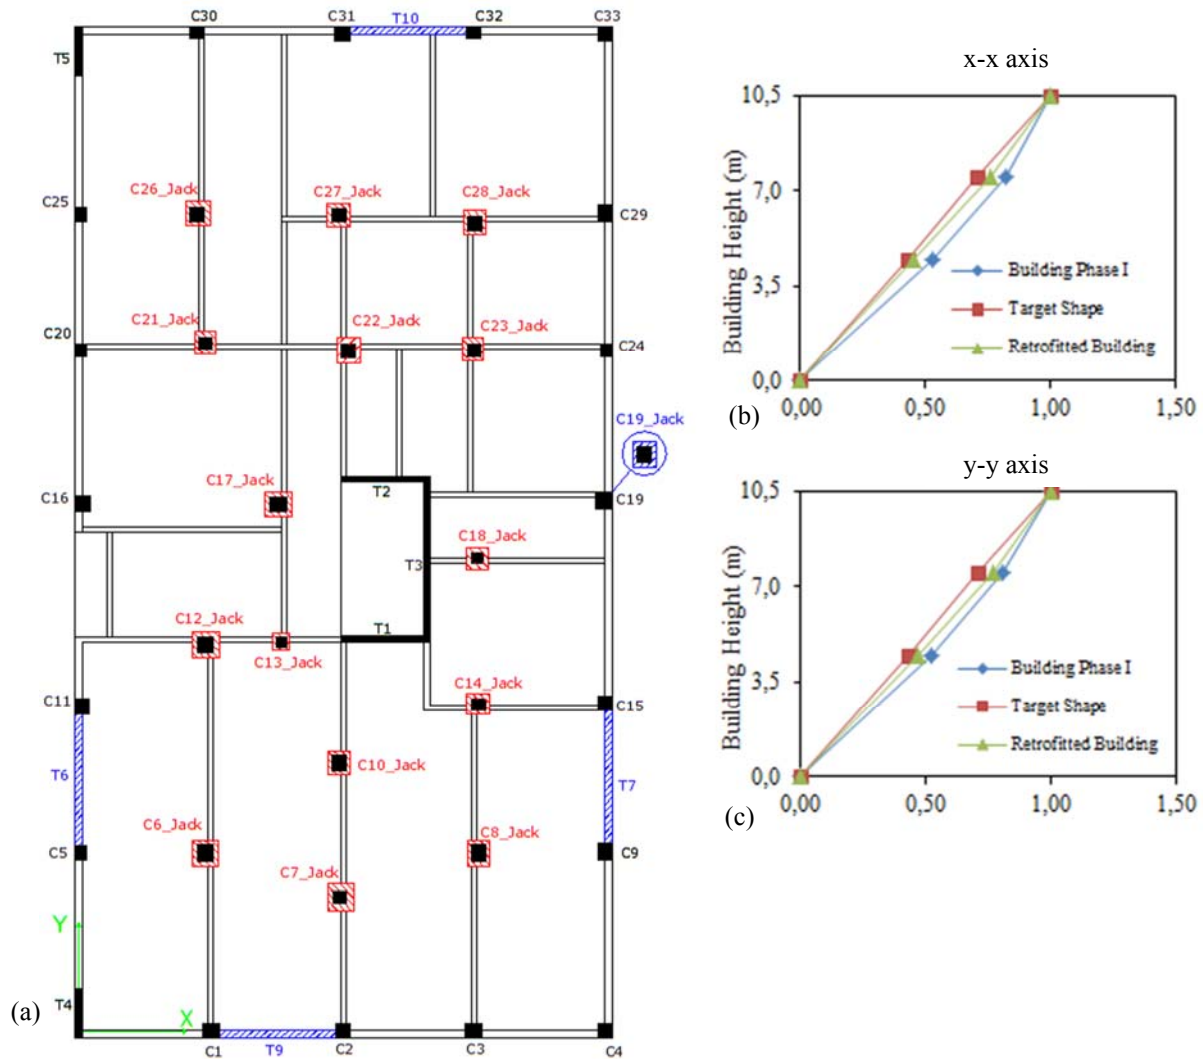 C30 C31 T10 C32 C33
T5
C26_Jack C27_Jack C28_Jack
C25 C29
C21_Jack C22_Jack C23_Jack
C20 C24
C19_Jack
C17_Jack
C16 T2 C19
C18_Jack
T3
C12_Jack T1
C13_Jack
C14_Jack
C11 C15
C10_Jack
T6 T7
C6_Jack C8_Jack
C5 C9
C7_Jack
Y
T4
X
(a)
C1 T9 C2 C3 C4
x-x axis
Building Height (m)
10,5
7,0
3,5
0,0
Building Phase I
Target Shape
Retrofitted Building
0,00 0,50 1,00 1,50
(b)
y-y axis
Building Height (m)
10,5
7,0
3,5
0,0
Building Phase I
Target Shape
Retrofitted Building
0,00 0,50 1,00 1,50
(c)